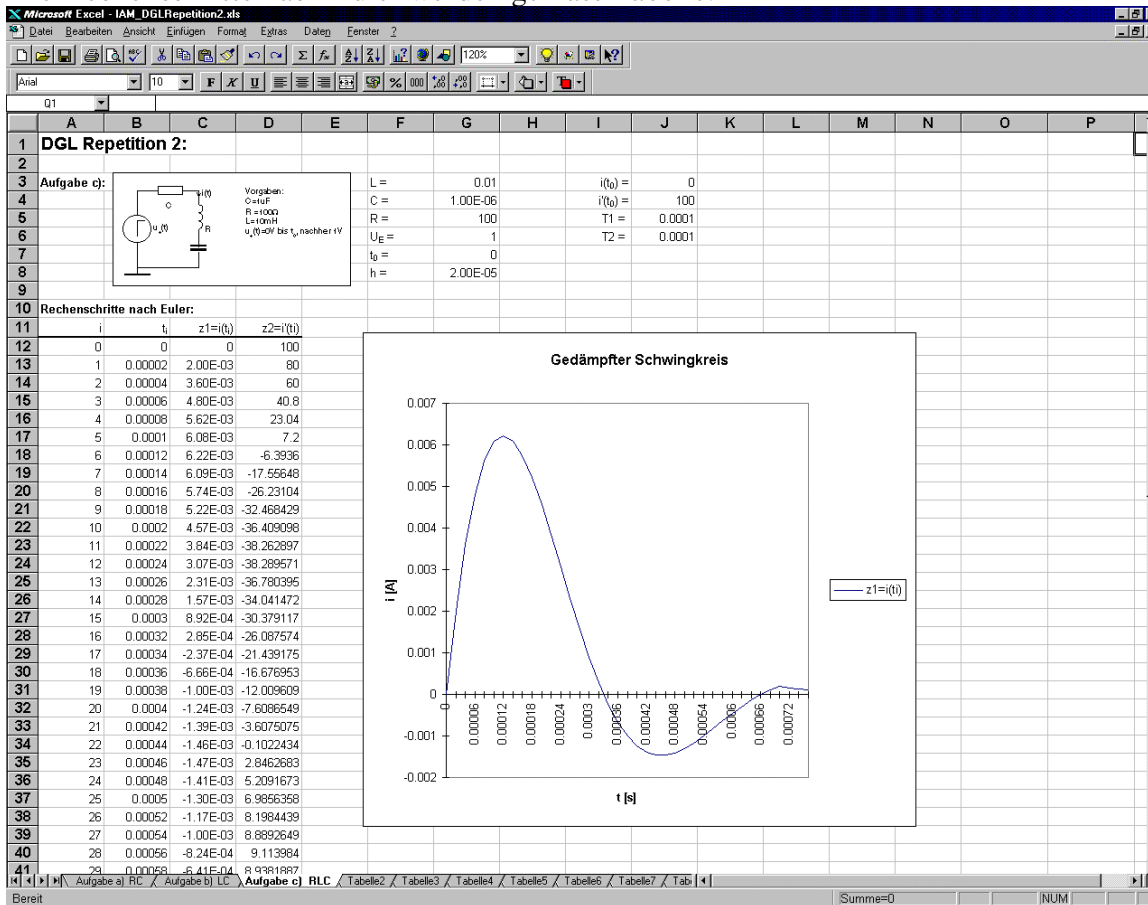 Microsoft Excel - IAM_DGLRepetition2.xls
Datei Bearbeiten Ansicht Einfügen Format Extras Daten Fenster ?
120%
Arial 10 F K U
Q1
A B C D E F G H I J K L M N O P
1 DGL Repetition 2:
2
3 Aufgabe c): L = 0.01 i(t0) = 0
4 C = 1.00E-06 i'(t0) = 100
5 R = 100 T1 = 0.0001
6 UE = 1 T2 = 0.0001
7 t0 = 0
8 h = 2.00E-05
i(t)
C
R
Vorgaben:
C=1uF
R=100Ω
L=10mH
9
10 Rechenschritte nach Euler:
11 i ti z1=i(ti) z2=i'(ti)
12 0 0 0 100
13 1 0.00002 2.00E-03 80
14 2 0.00004 3.60E-03 60
15 3 0.00006 4.80E-03 40.8
16 4 0.00008 5.62E-03 23.04
17 5 0.0001 6.08E-03 7.2
18 6 0.00012 6.22E-03 -6.3936
19 7 0.00014 6.09E-03 -17.55648
20 8 0.00016 5.74E-03 -26.23104
21 9 0.00018 5.22E-03 -32.468429
22 10 0.0002 4.57E-03 -36.409098
23 11 0.00022 3.84E-03 -38.262897
24 12 0.00024 3.07E-03 -38.289571
25 13 0.00026 2.31E-03 -36.780395
26 14 0.00028 1.57E-03 -34.041472
27 15 0.0003 8.92E-04 -30.379117
28 16 0.00032 2.85E-04 -26.087574
29 17 0.00034 -2.37E-04 -21.439175
30 18 0.00036 -6.66E-04 -16.676953
31 19 0.00038 -1.00E-03 -12.009609
32 20 0.0004 -1.24E-03 -7.6086549
33 21 0.00042 -1.39E-03 -3.6075075
34 22 0.00044 -1.46E-03 -0.1022434
35 23 0.00046 -1.47E-03 2.8462683
36 24 0.00048 -1.41E-03 5.2091673
37 25 0.0005 -1.30E-03 6.9856358
38 26 0.00052 -1.17E-03 8.1984439
39 27 0.00054 -1.00E-03 8.8892649
40 28 0.00056 -8.24E-04 9.113984
41 29 0.00058 -6.41E-04 8.9381887
Gedämpfter Schwingkreis
0.007
0.006
0.005
0.004
0.003
0.002
0.001
0
-0.001
-0.002
i [A]
0 0.00006 0.00012 0.00018 0.00024 0.0003 0.00036 0.00042 0.00048 0.00054 0.0006 0.00066 0.00072
t [s]
z1=i(ti)
Aufgabe a) RC Aufgabe b) LC Aufgabe c) RLC Tabelle2 Tabelle3 Tabelle4 Tabelle5 Tabelle6 Tabelle7 Tab
Bereit Summe=0 NUM